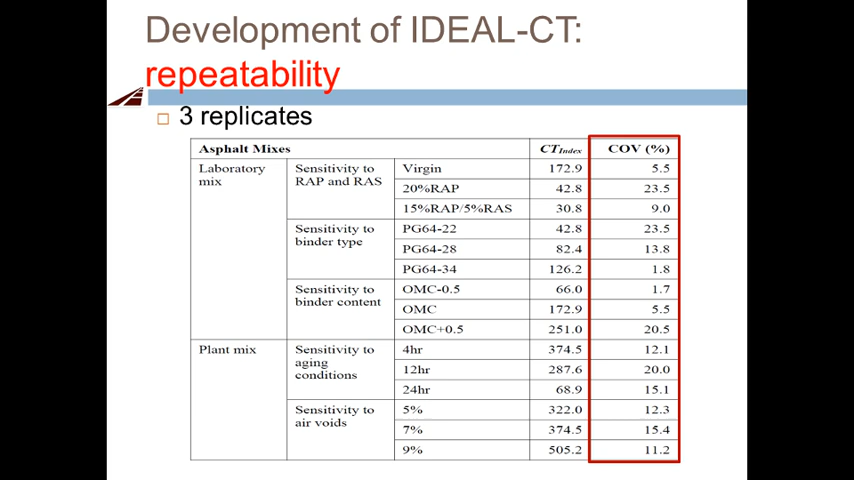 Development of IDEAL-CT:
repeatability
3 replicates
Asphalt Mixes CT Index COV (%)
Laboratory mix Sensitivity to RAP and RAS Virgin 172.9 5.5
20%RAP 42.8 23.5
15%RAP/5%RAS 30.8 9.0
Sensitivity to binder type PG64-22 42.8 23.5
PG64-28 82.4 13.8
PG64-34 126.2 1.8
Sensitivity to binder content OMC-0.5 66.0 1.7
OMC 172.9 5.5
OMC+0.5 251.0 20.5
Plant mix Sensitivity to aging conditions 4hr 374.5 12.1
12hr 287.6 20.0
24hr 68.9 15.1
Sensitivity to air voids 5% 322.0 12.3
7% 374.5 15.4
9% 505.2 11.2